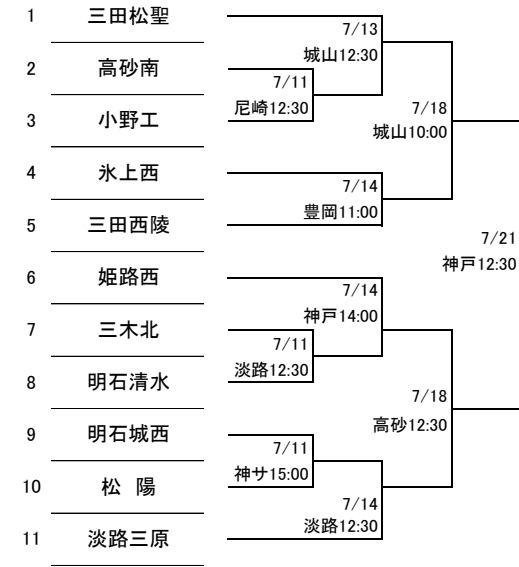 1 三田松聖
7/13
城山12:30
2 高砂南
7/11
尼崎12:30
3 小野工
7/18
城山10:00
4 氷上西
7/14
豊岡11:00
5 三田西陵
7/21
神戸12:30
6 姫路西
7/14
神戸14:00
7 三木北
7/11
淡路12:30
8 明石清水
7/18
高砂12:30
9 明石城西
7/11
神サ15:00
10 松　陽
7/14
淡路12:30
11 淡路三原